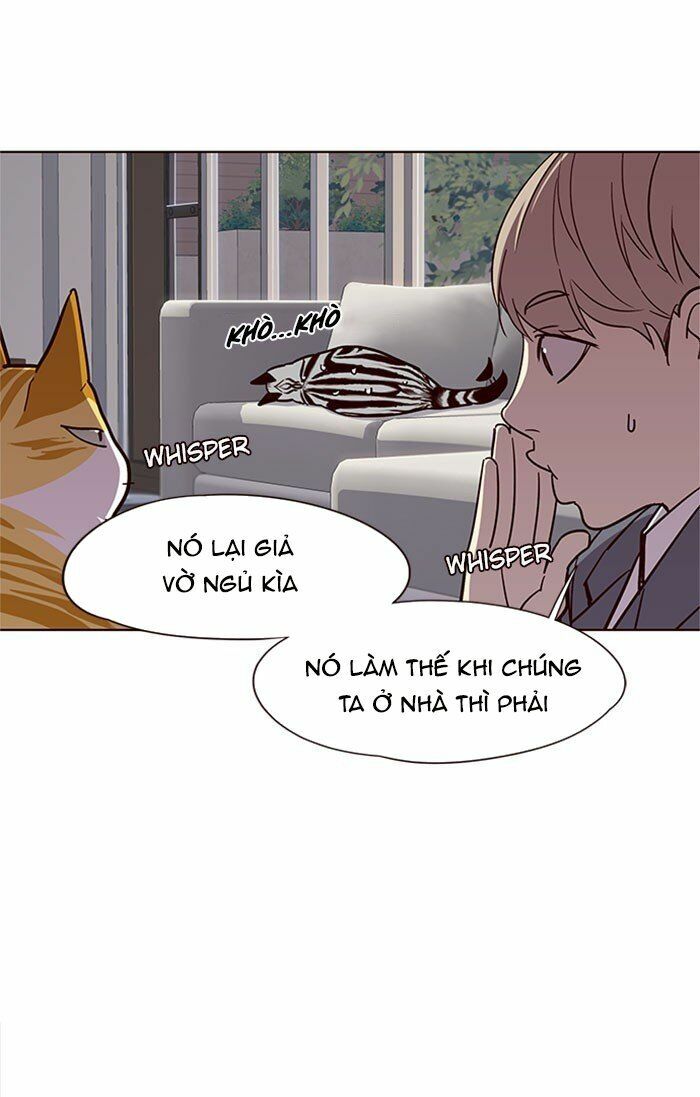 KHÒ...KHÒ
WHISPER
NÓ LẠI GIẢ
VỜ NGỦ KÌA
WHISPER
NÓ LÀM THẾ KHI CHÚNG
TA Ở NHÀ THÌ PHẢI